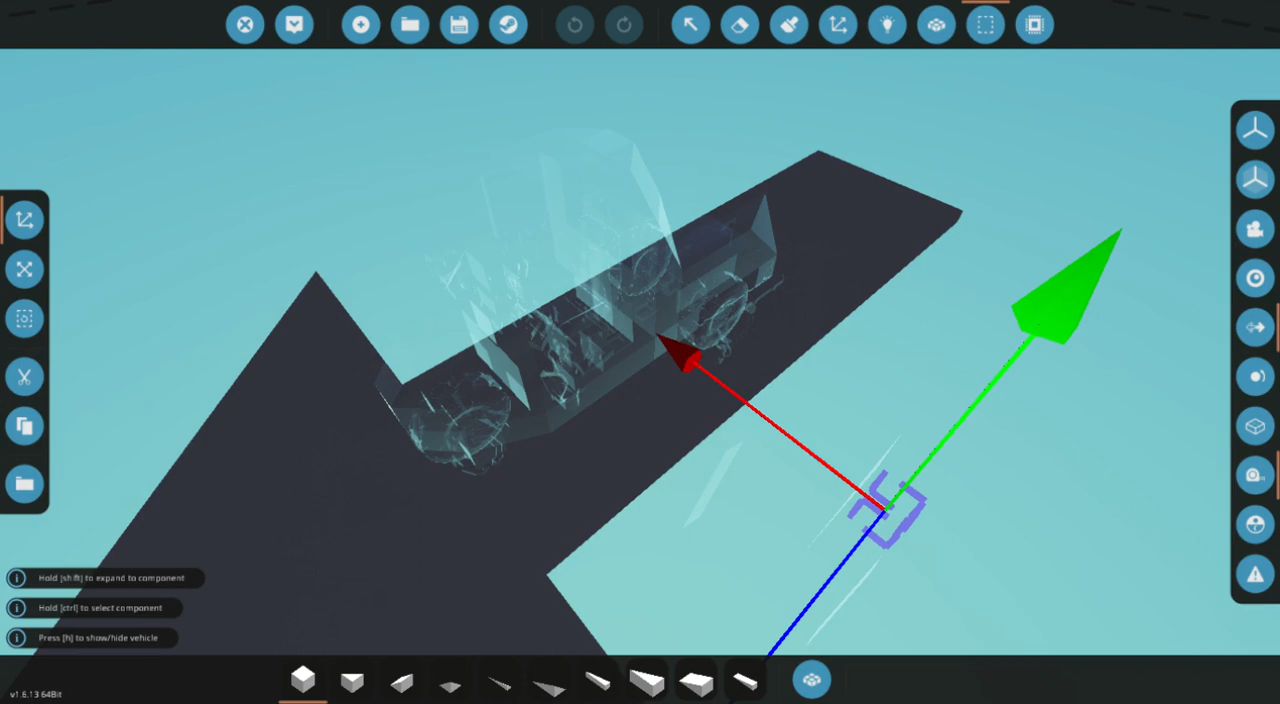 Hold [shift] to expand to component
Hold [ctrl] to select component
Press [h] to show/hide vehicle
v1.6.13 64Bit